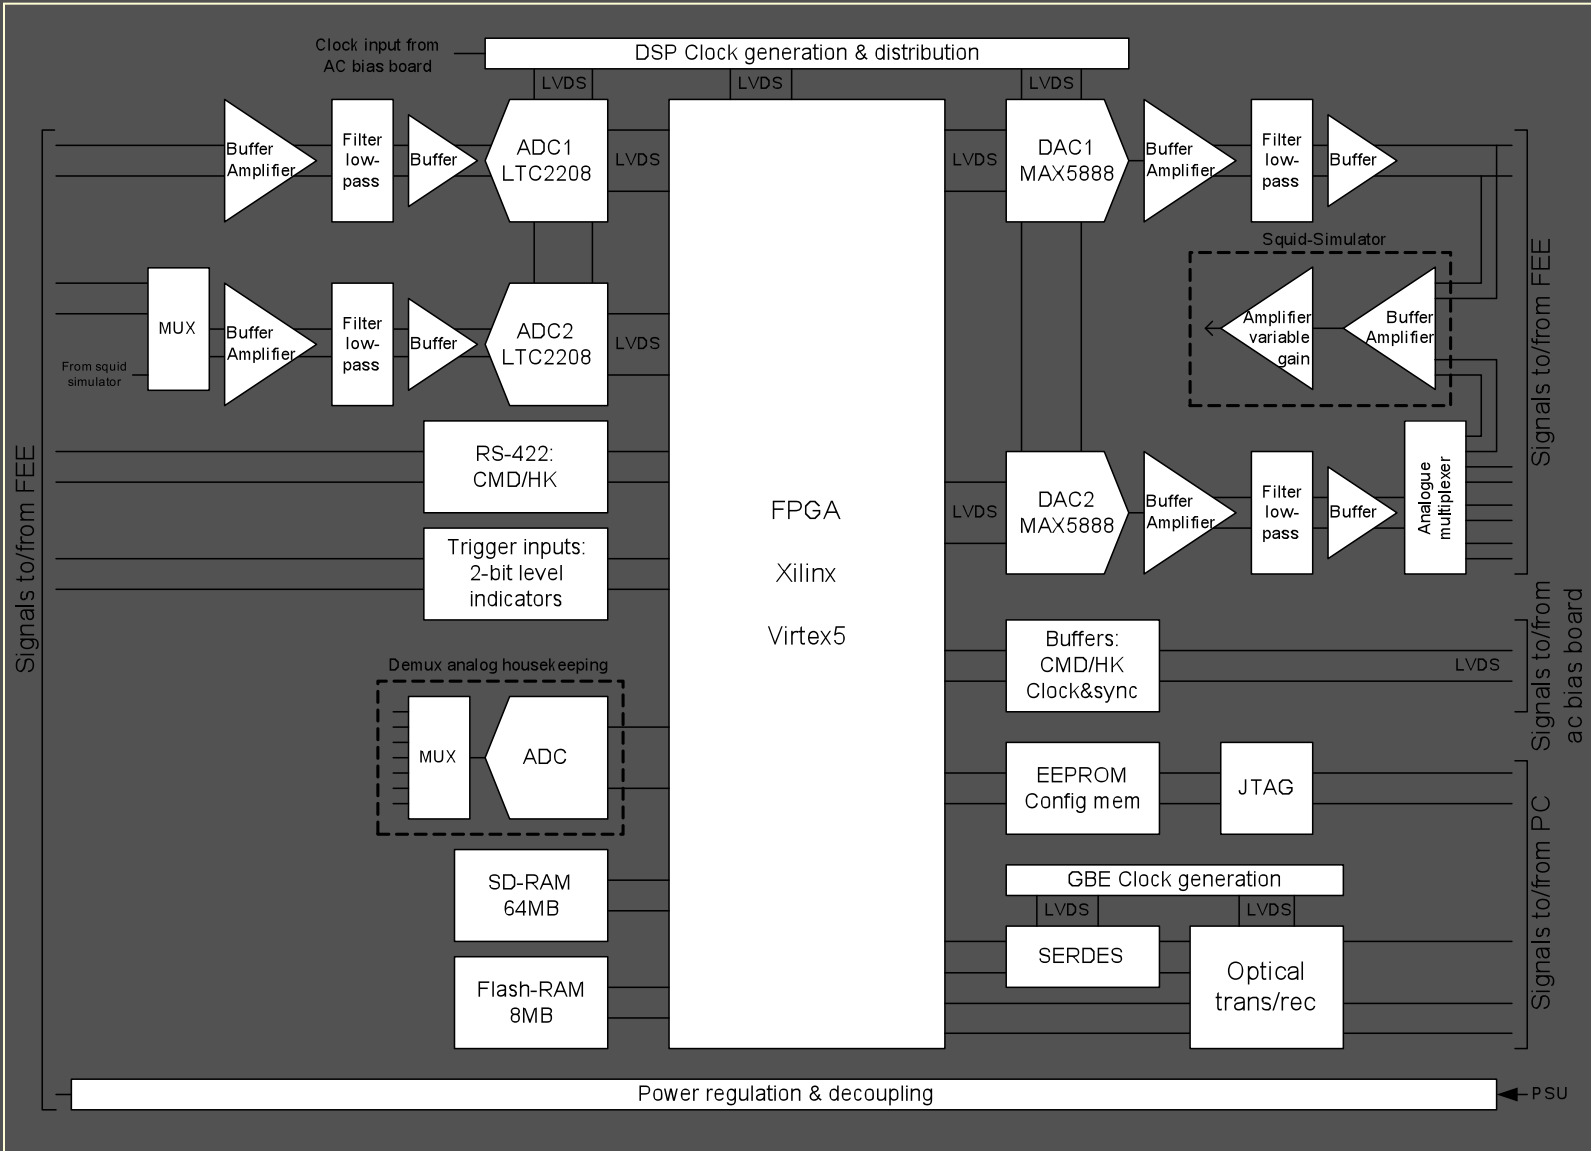 Clock input from
AC bias board
DSP Clock generation & distribution
LVDS
LVDS
LVDS
Buffer
Amplifier
Filter
low-
pass
Buffer
ADC1
LTC2208
LVDS
LVDS
DAC1
MAX5888
Buffer
Amplifier
Filter
low-
pass
Buffer
Squid-Simulator
Amplifier
variable
gain
Buffer
Amplifier
MUX
From squid
simulator
Buffer
Amplifier
Filter
low-
pass
Buffer
ADC2
LTC2208
LVDS
Signals to/from FEE
Signals to/from FEE
RS-422:
CMD/HK
Trigger inputs:
2-bit level
indicators
FPGA
Xilinx
Virtex5
LVDS
DAC2
MAX5888
Buffer
Amplifier
Filter
low-
pass
Buffer
Analogue
multiplexer
Buffers:
CMD/HK
Clock&sync
LVDS
Signals to/from
ac bias board
Demux analog housekeeping
MUX
ADC
EEPROM
Config mem
JTAG
Signals to/from PC
SD-RAM
64MB
GBE Clock generation
LVDS
LVDS
SERDES
Optical
trans/rec
Flash-RAM
8MB
Power regulation & decoupling
PSU